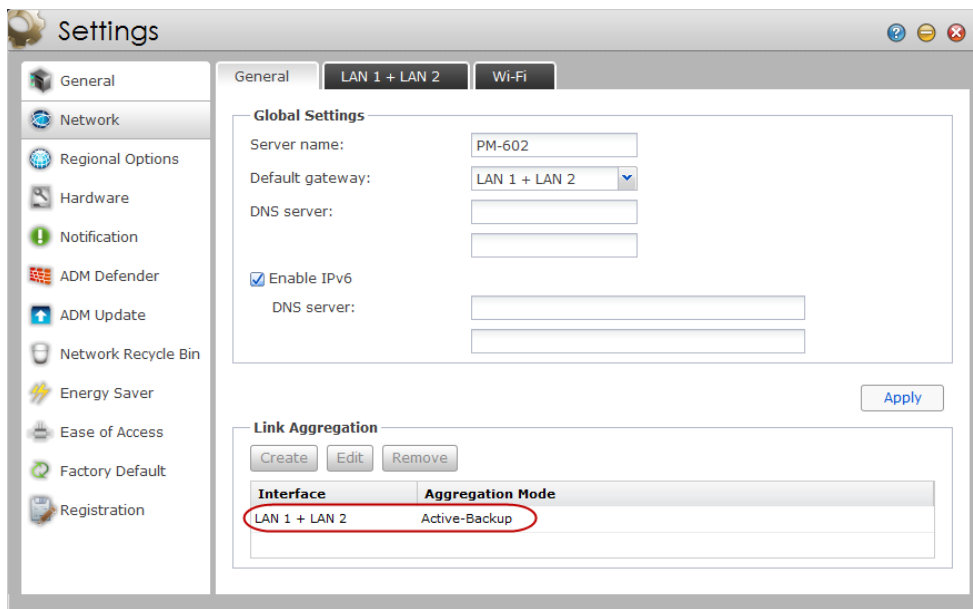 Settings
General
Network
Regional Options
Hardware
Notification
ADM Defender
ADM Update
Network Recycle Bin
Energy Saver
Ease of Access
Factory Default
Registration
General LAN 1 + LAN 2 Wi-Fi
Global Settings
Server name: PM-602
Default gateway: LAN 1 + LAN 2
DNS server:
Enable IPv6
DNS server:
Apply
Link Aggregation
Create Edit Remove
Interface Aggregation Mode
LAN 1 + LAN 2 Active-Backup